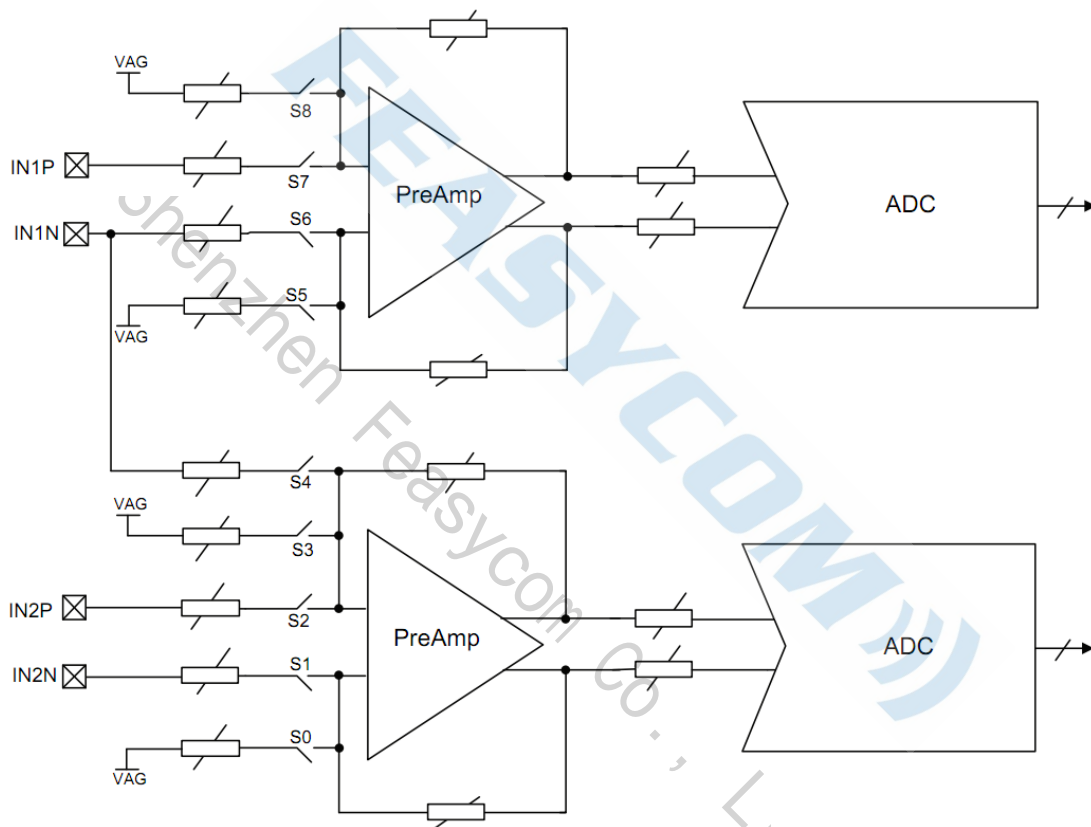 VAG
S8
IN1P
S7
PreAmp
ADC
IN1N
S6
S5
VAG
S4
VAG
S3
IN2P
S2
PreAmp
ADC
IN2N
S1
S0
VAG
FEASYCOM
Shenzhen Feasycom Co., L